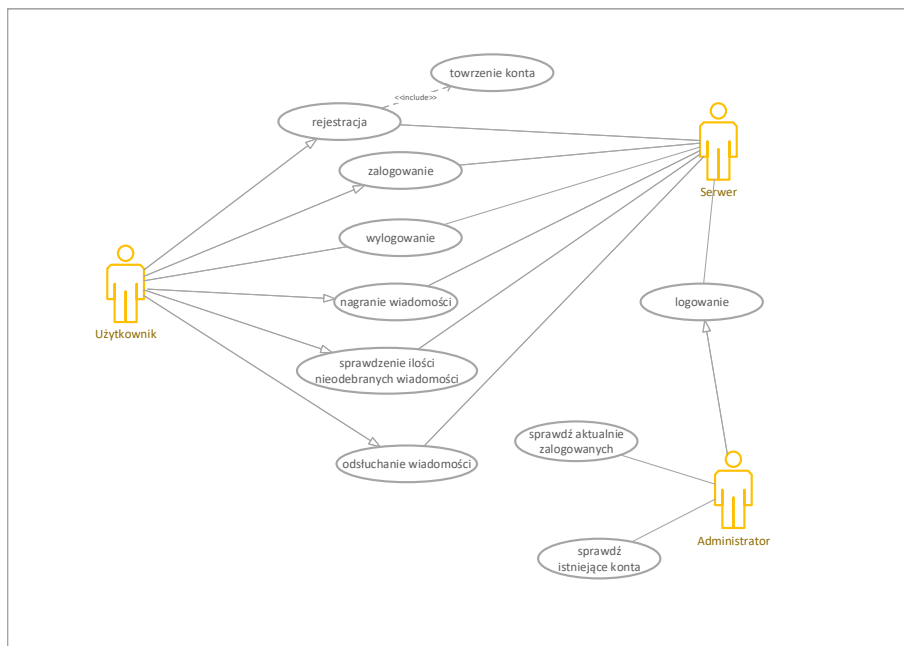 towrzenie konta
<<include>>
rejestracja
zalogowanie
Serwer
wylogowanie
nagranie wiadomości
logowanie
Użytkownik
sprawdzenie ilości
nieodebranych wiadomości
sprawdź aktualnie
zalogowanych
odsłuchanie wiadomości
Administrator
sprawdź
istniejące konta